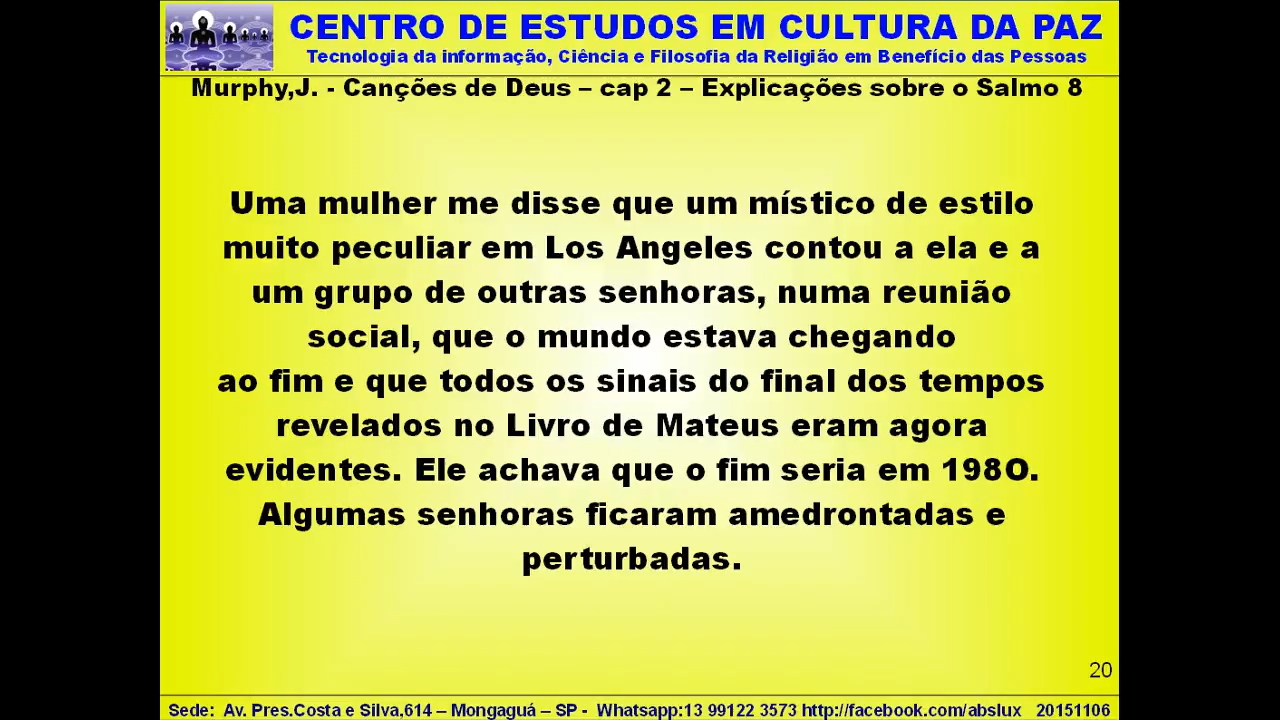 CENTRO DE ESTUDOS EM CULTURA DA PAZ
Tecnologia da informação, Ciência e Filosofia da Religião em Benefício das Pessoas
Murphy,J. - Canções de Deus – cap 2 – Explicações sobre o Salmo 8
Uma mulher me disse que um místico de estilo
muito peculiar em Los Angeles contou a ela e a
um grupo de outras senhoras, numa reunião
social, que o mundo estava chegando
ao fim e que todos os sinais do final dos tempos
revelados no Livro de Mateus eram agora
evidentes. Ele achava que o fim seria em 198O.
Algumas senhoras ficaram amedrontadas e
perturbadas.
20
Sede: Av. Pres.Costa e Silva,614 – Mongaguá – SP - Whatsapp:13 99122 3573 http://facebook.com/abslux 20151106